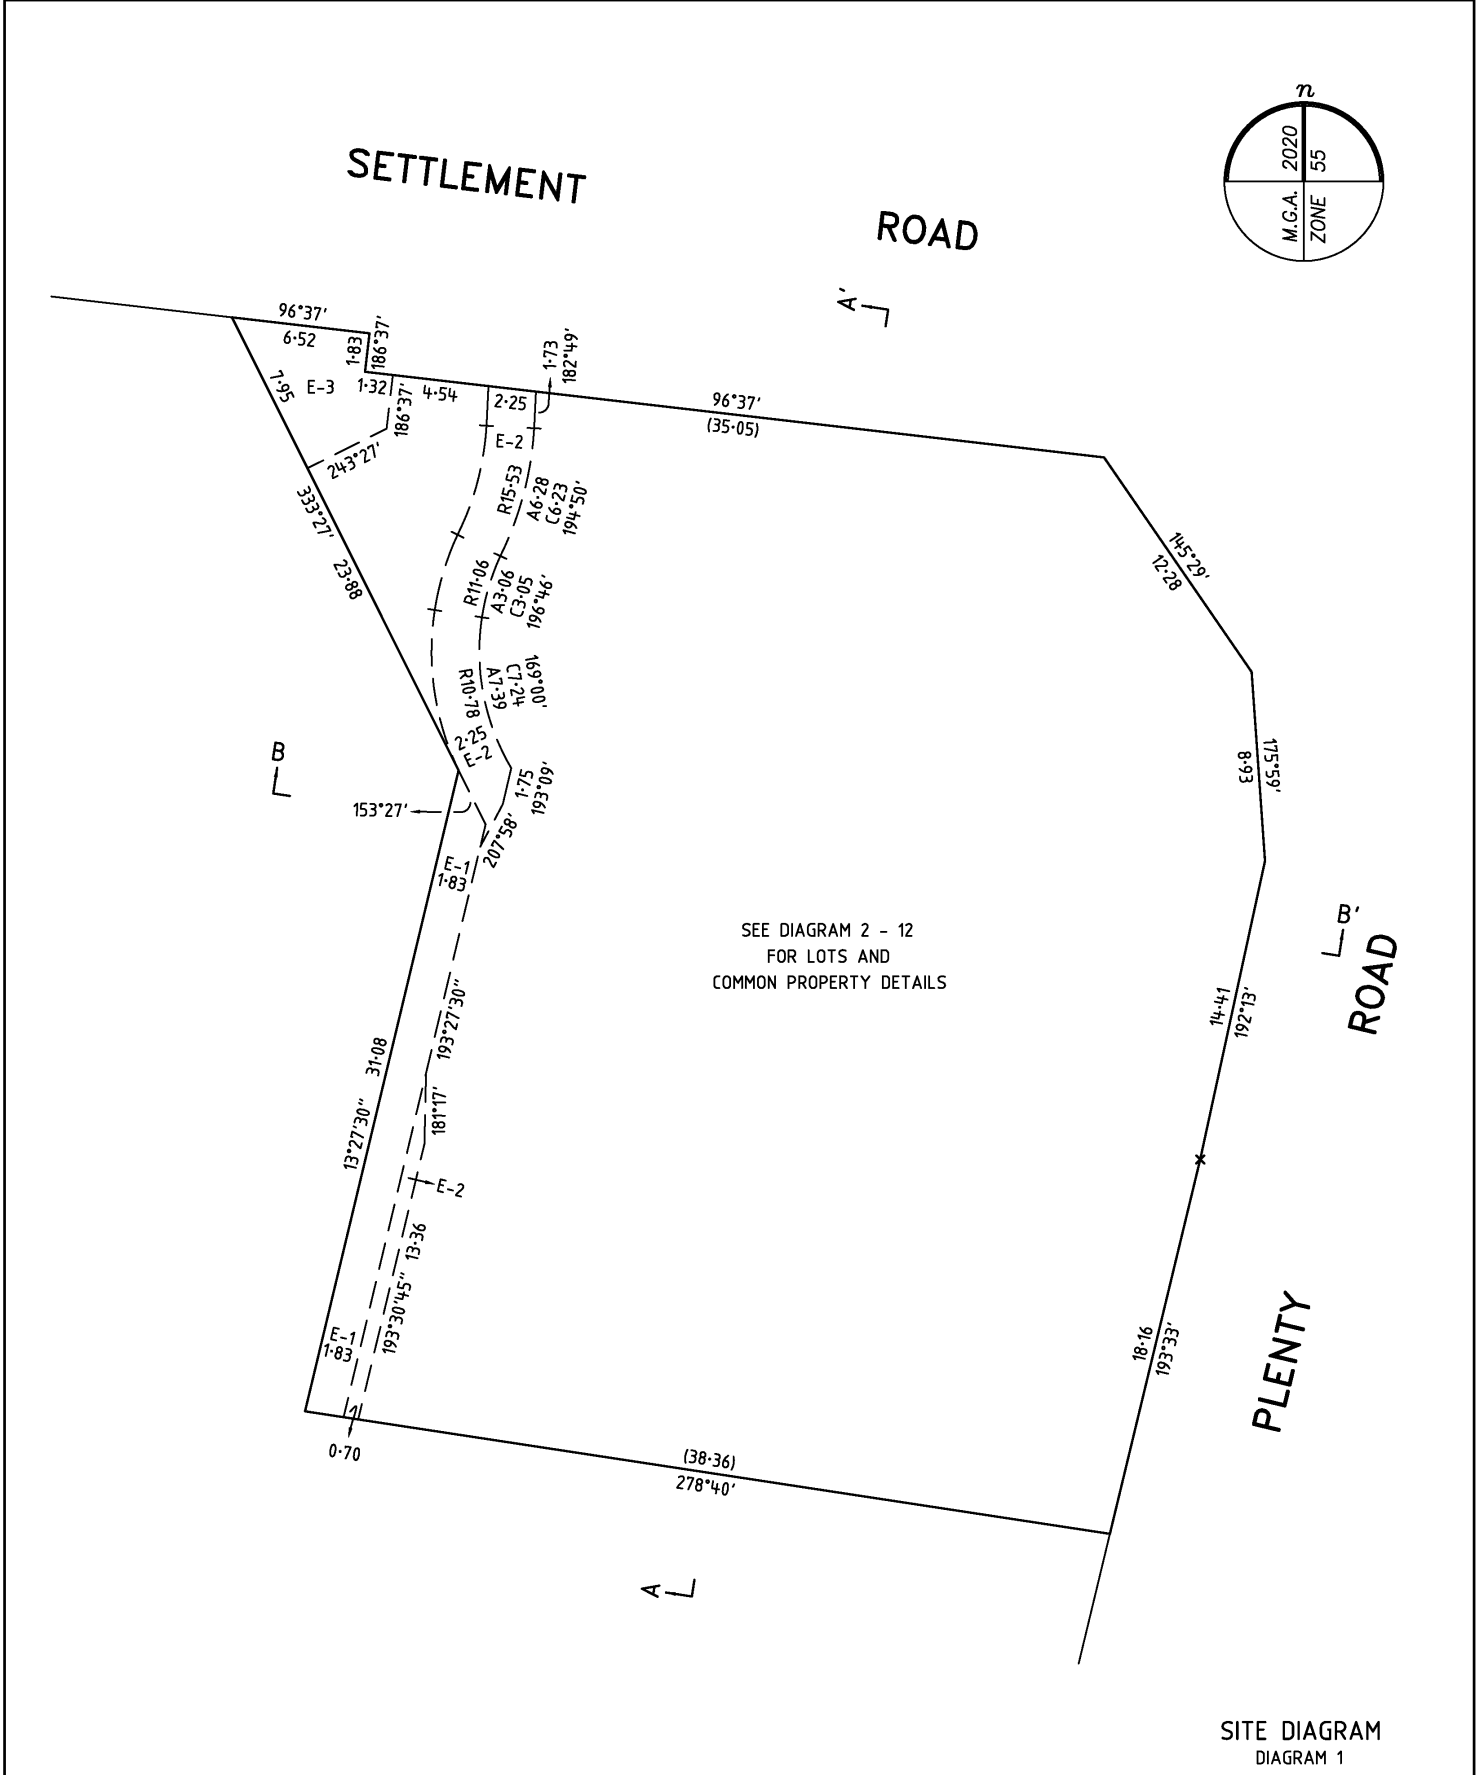 n
M.G.A. 2020
ZONE 55
SETTLEMENT
ROAD
A'
96°37'
6·52
1·83
186°37'
7·95
E-3
1·32
186°37'
4·54
2·25
1·73
182°49'
96°37'
(35·05)
243°27'
E-2
R15·53
A6·28
C6·23
194°50'
333°27'
23·88
R11·06
A3·06
C3·05
196°46'
145°29'
12·28
169°00'
C7·24
A7·39
R10·78
2·25
E-2
B
1·75
193°09'
175°59'
8·93
153°27'
207°58'
E-1
1·83
SEE DIAGRAM 2 - 12
FOR LOTS AND
COMMON PROPERTY DETAILS
B'
ROAD
14·41
192°13'
193°27'30"
31·08
13°27'30"
181°17'
E-2
13·36
193°30'45"
E-1
1·83
18·16
193°33'
PLENTY
0·70
(38·36)
278°40'
A
SITE DIAGRAM
DIAGRAM 1